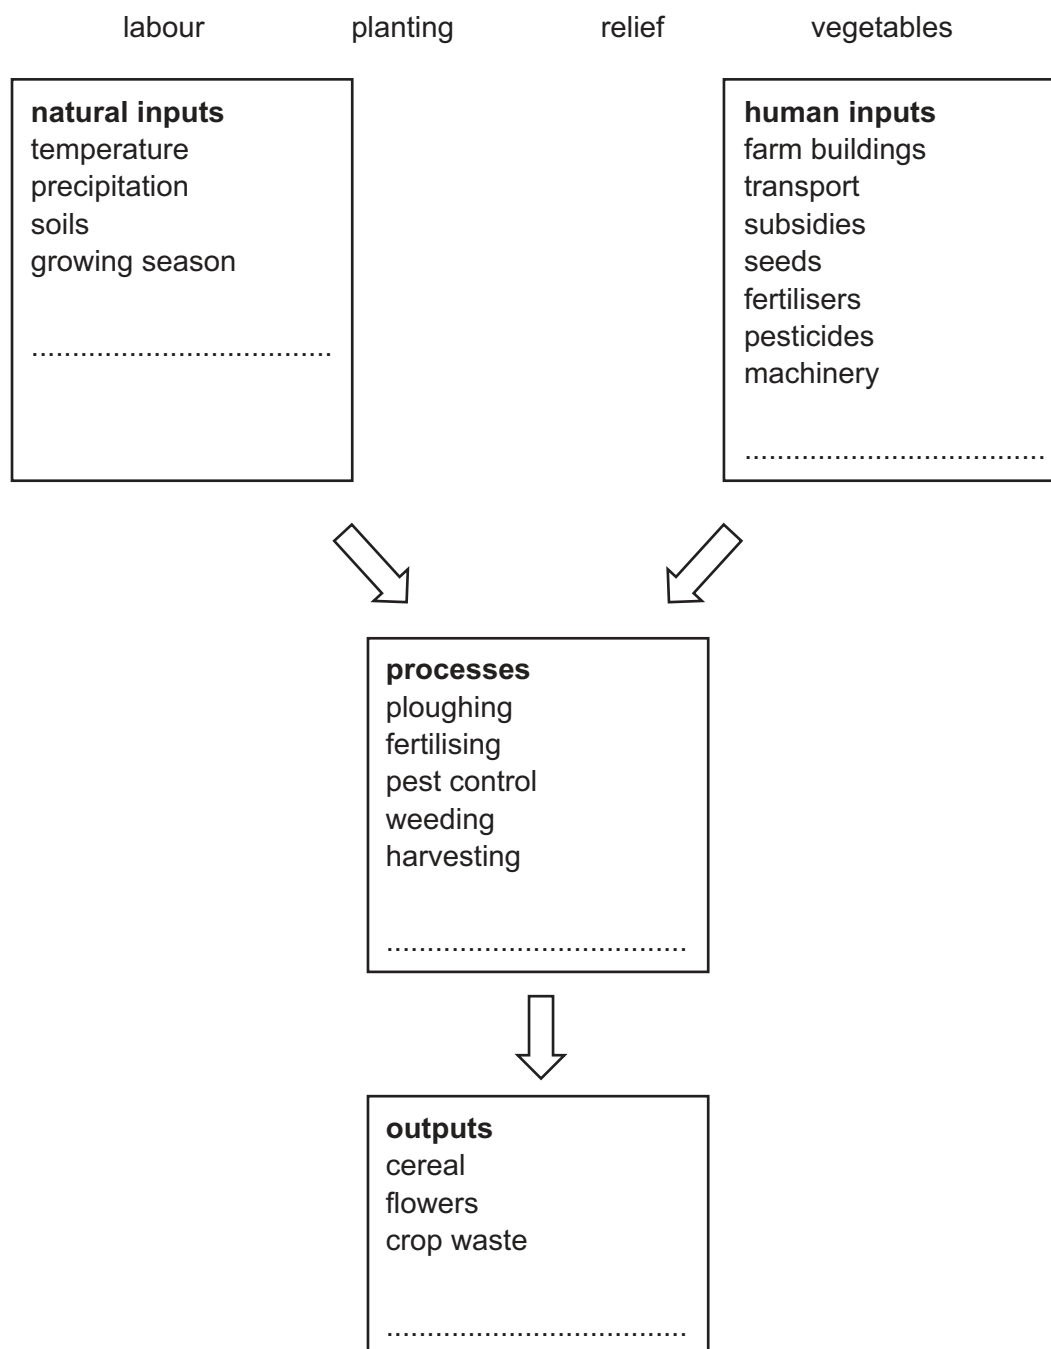 labour planting relief vegetables
natural inputs
temperature
precipitation
soils
growing season
.....................................
human inputs
farm buildings
transport
subsidies
seeds
fertilisers
pesticides
machinery
.....................................
processes
ploughing
fertilising
pest control
weeding
harvesting
.....................................
outputs
cereal
flowers
crop waste
.....................................